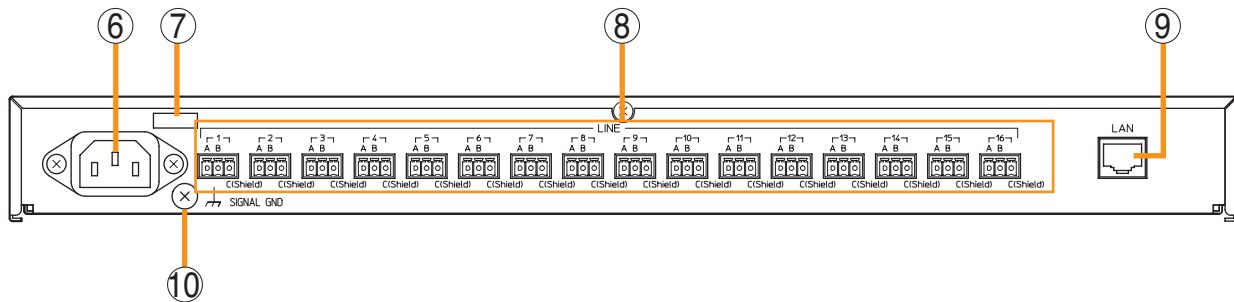 6 7 8 9
LINE LAN
1 2 3 4 5 6 7 8 9 10 11 12 13 14 15 16
A B A B A B A B A B A B A B A B A B A B A B A B A B A B A B A B
C(Shield) C(Shield) C(Shield) C(Shield) C(Shield) C(Shield) C(Shield) C(Shield) C(Shield) C(Shield) C(Shield) C(Shield) C(Shield) C(Shield) C(Shield) C(Shield)
SIGNAL GND
10